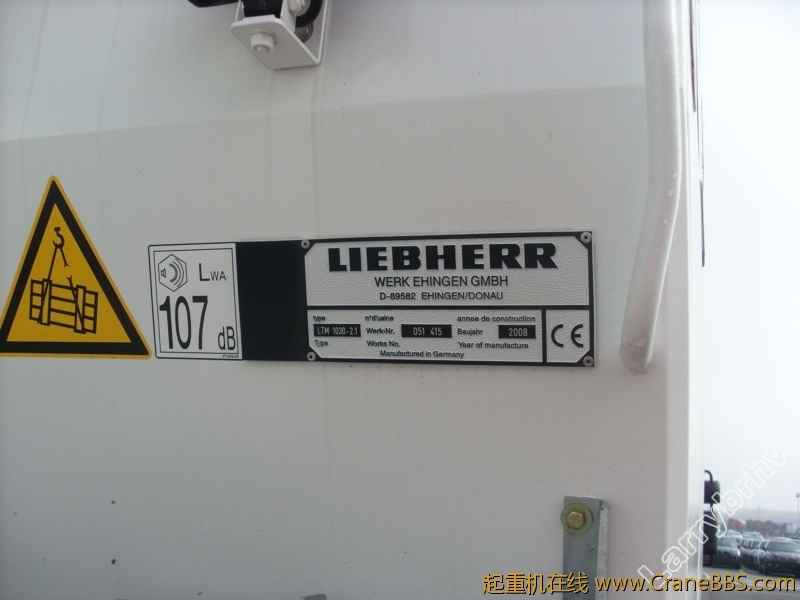 LIEBHERR
WERK EHINGEN GMBH
D-89582 EHINGEN/DONAU
LWA
107 dB
type n°d'usine annee de construction
LTM 1030-2.1 Werk-Nr. 051 415 Baujahr 2008
Type Works No. Year of manufacture
Manufactured in Germany
CE
Larrybrhv
起重机在线 www.CraneBBS.com